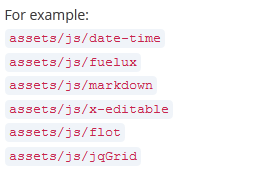 For example:
assets/js/date-time
assets/js/fuelux
assets/js/markdown
assets/js/x-editable
assets/js/flot
assets/js/jqGrid